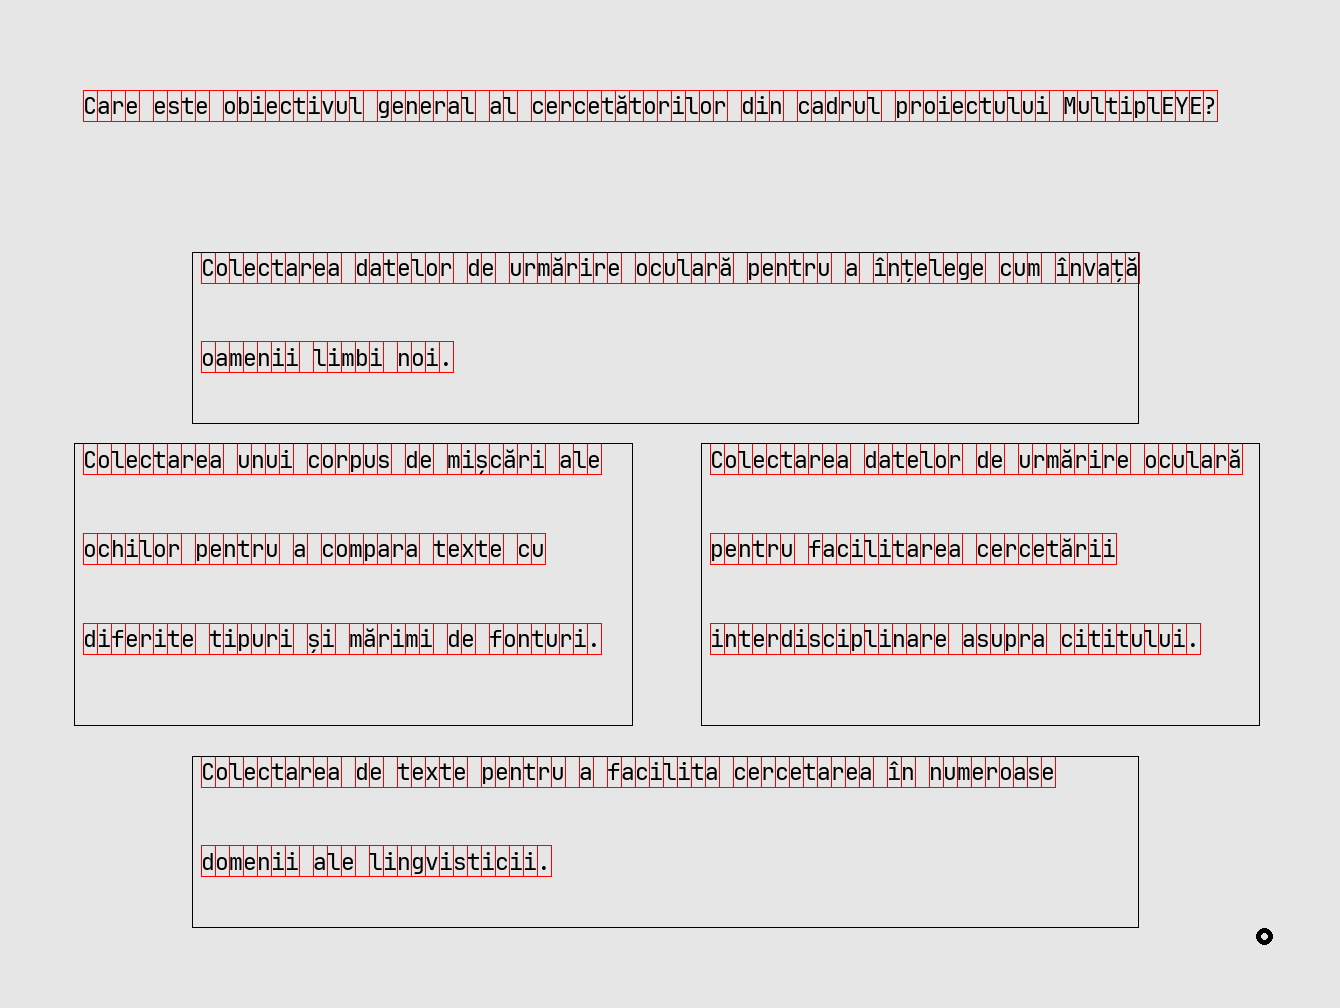 Care este obiectivul general al cercetătorilor din cadrul proiectului MultiplEYE?
Colectarea datelor de urmărire oculară pentru a înțelege cum învață
oamenii limbi noi.
Colectarea unui corpus de mișcări ale
ochilor pentru a compara texte cu
diferite tipuri și mărimi de fonturi.
Colectarea datelor de urmărire oculară
pentru facilitarea cercetării
interdisciplinare asupra cititului.
Colectarea de texte pentru a facilita cercetarea în numeroase
domenii ale lingvisticii.